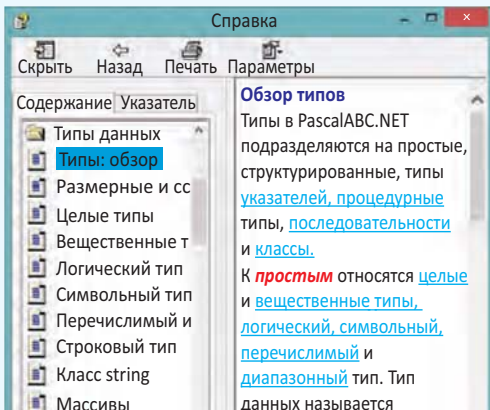 Справка
Скрыть Назад Печать Параметры
Содержание Указатель
Типы данных
Типы: обзор
Размерные и сс
Целые типы
Вещественные т
Логический тип
Символьный тип
Перечислимый и
Строковый тип
Класс string
Массивы
Обзор типов
Типы в PascalABC.NET
подразделяются на простые,
структурированные, типы
указателей, процедурные
типы, последовательности
и классы.
К простым относятся целые
и вещественные типы,
логический, символьный,
перечислимый и
диапазонный тип. Тип
данных называется